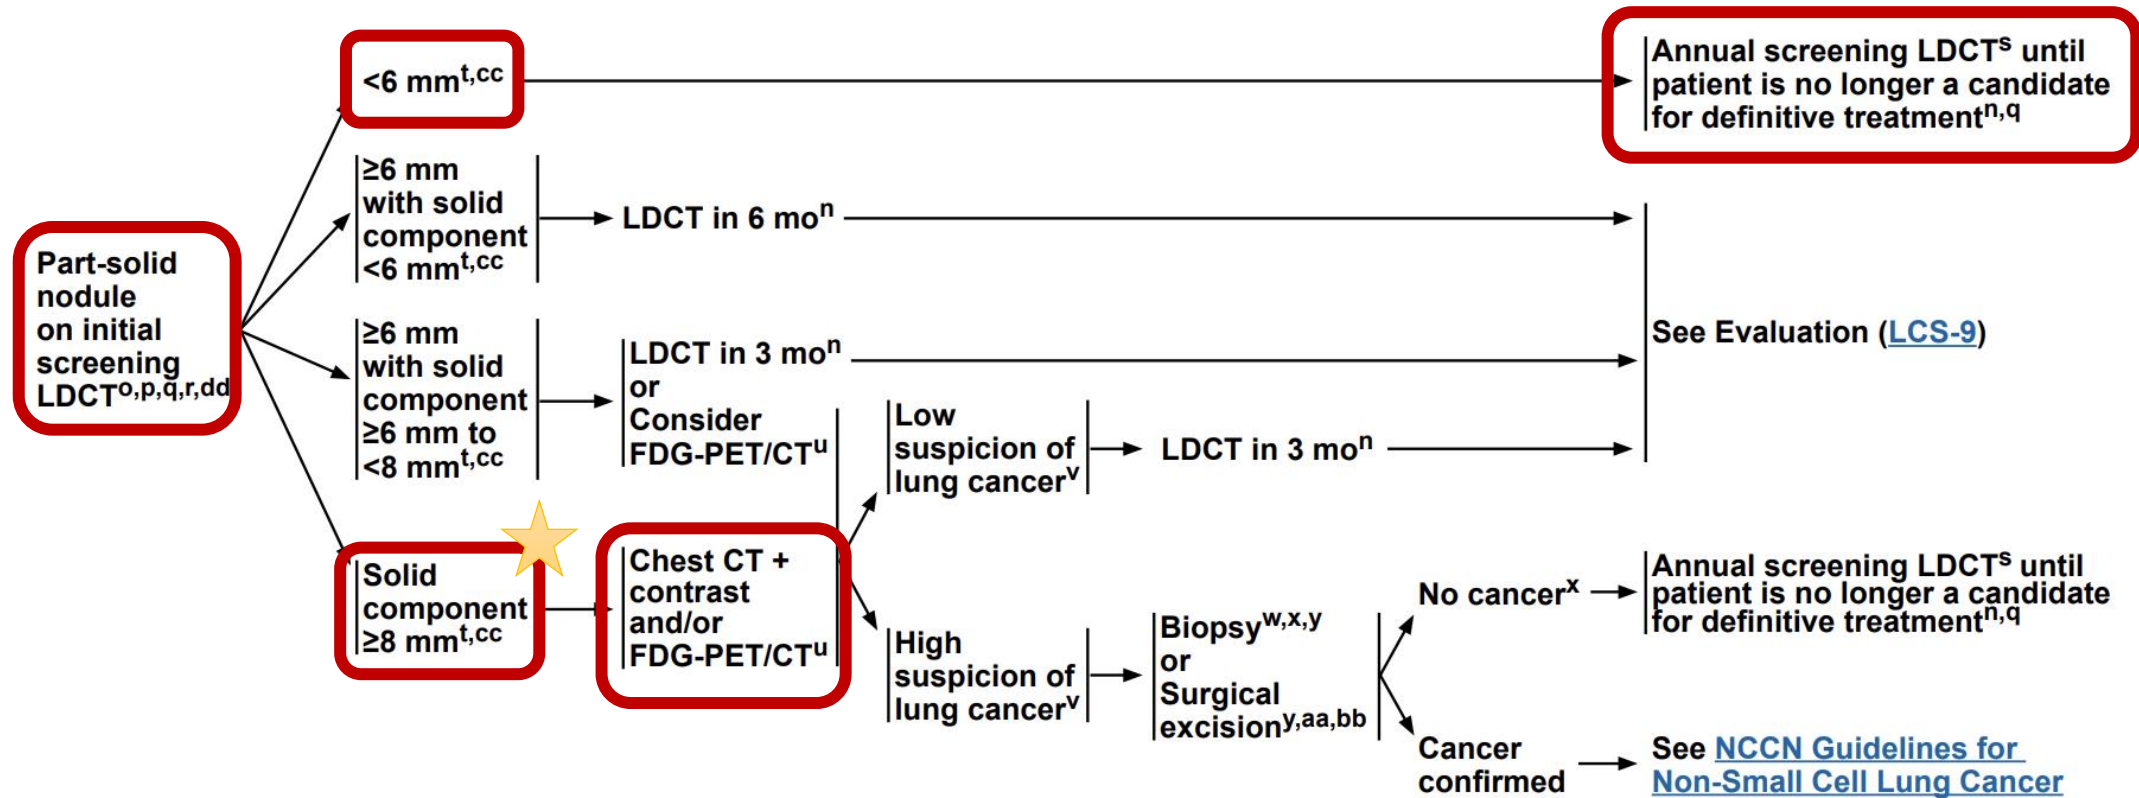 Part-solid
nodule
on initial
screening
LDCTo,p,q,r,dd
<6 mmt,cc
Annual screening LDCTs until
patient is no longer a candidate
for definitive treatmentn,q
≥6 mm
with solid
component
<6 mmt,cc
LDCT in 6 mon
≥6 mm
with solid
component
≥6 mm to
<8 mmt,cc
LDCT in 3 mon
or
Consider
FDG-PET/CTu
See Evaluation (LCS-9)
Low
suspicion of
lung cancerv
LDCT in 3 mon
Solid
component
≥8 mmt,cc
Chest CT +
contrast
and/or
FDG-PET/CTu
High
suspicion of
lung cancerv
Biopsyw,x,y
or
Surgical
excisiony,aa,bb
No cancerx
Annual screening LDCTs until
patient is no longer a candidate
for definitive treatmentn,q
Cancer
confirmed
See NCCN Guidelines for
Non-Small Cell Lung Cancer